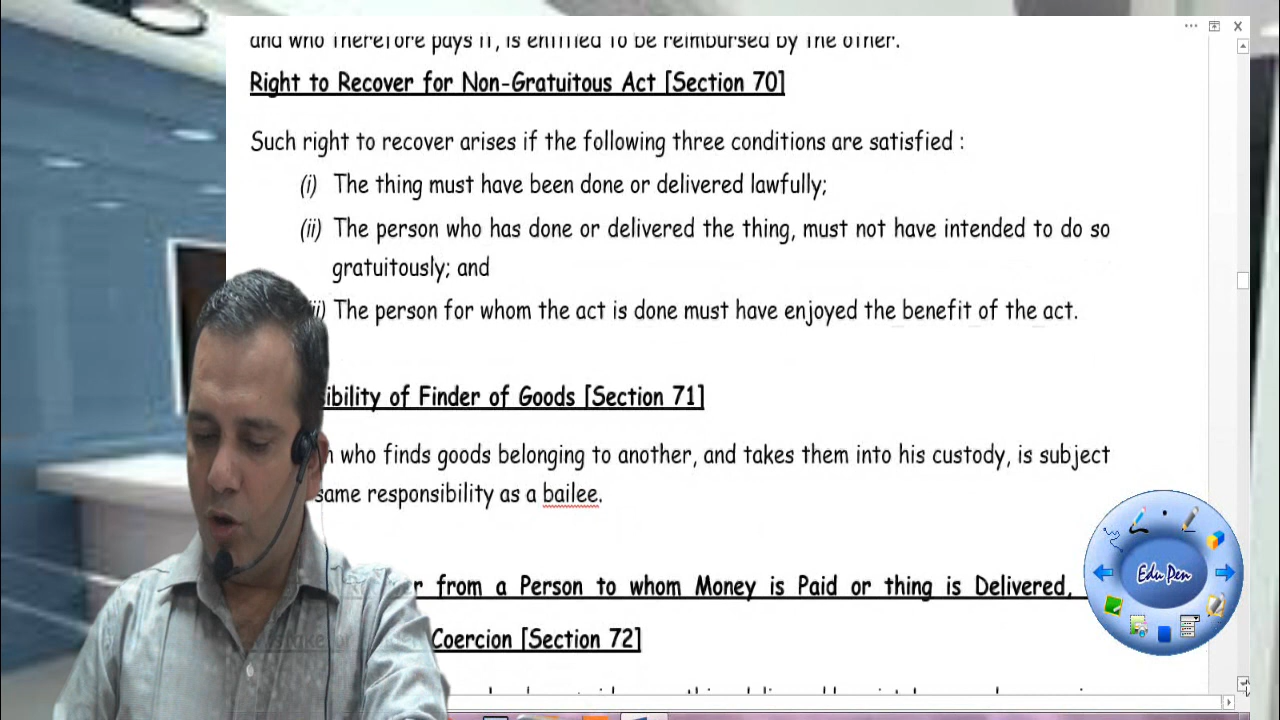 and who therefore pays it, is entitled to be reimbursed by the other.
Right to Recover for Non-Gratuitous Act [Section 70]
Such right to recover arises if the following three conditions are satisfied :
(i) The thing must have been done or delivered lawfully;
(ii) The person who has done or delivered the thing, must not have intended to do so
gratuitously; and
ii) The person for whom the act is done must have enjoyed the benefit of the act.
sibility of Finder of Goods [Section 71]
n who finds goods belonging to another, and takes them into his custody, is subject
same responsibility as a bailee.
r from a Person to whom Money is Paid or thing is Delivered,
Coercion [Section 72]
Edu Pen